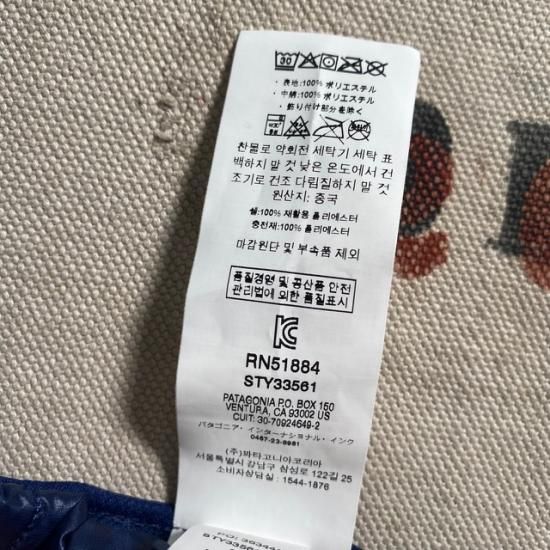 30
・表地:100% ポリエステル
・中綿:100% ポリエステル
・飾り付け部分を除く
찬물로 약회전 세탁기 세탁 표
백하지 말 것 낮은 온도에서 건
조기로 건조 다림질하지 말 것
원산지: 중국
쉘:100% 재활용 폴리에스터
충전재:100% 폴리에스터
마감원단 및 부속품 제외
품질경영 및 공산품 안전
관리법에 의한 품질표시
RN51884
STY33561
PATAGONIA P.O. BOX 150
VENTURA, CA 93002 US
CUIT: 30-70924649-2
パタゴニア・インターナショナル・インク
0467-23-8961
(주)파타고니아코리아
서울특별시 강남구 삼성로 122길 25
소비자상담실 : 1544-1876